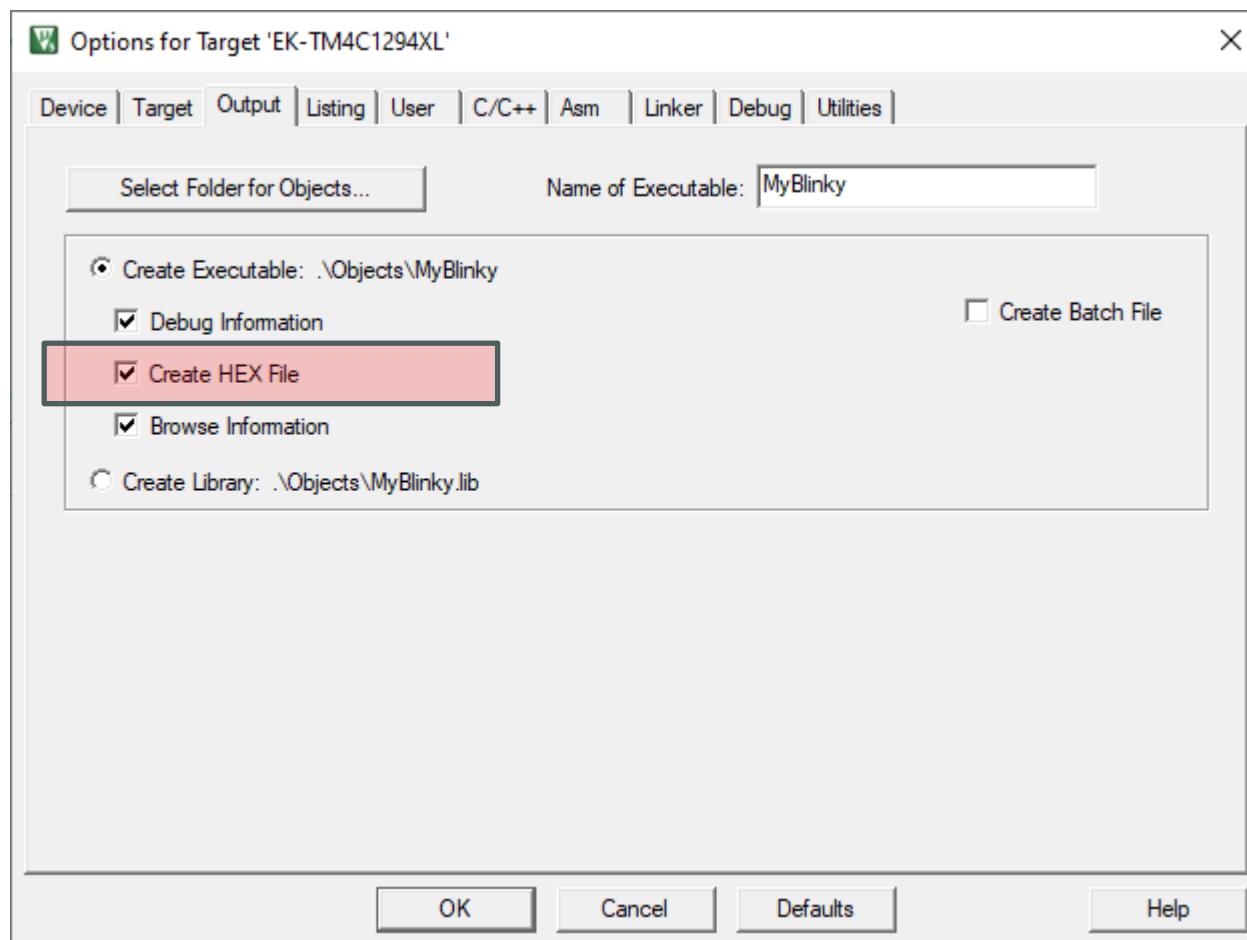 Options for Target 'EK-TM4C1294XL'
Device Target Output Listing User C/C++ Asm Linker Debug Utilities
Select Folder for Objects... Name of Executable: MyBlinky
Create Executable: .\Objects\MyBlinky
Debug Information Create Batch File
Create HEX File
Browse Information
Create Library: .\Objects\MyBlinky.lib
OK Cancel Defaults Help